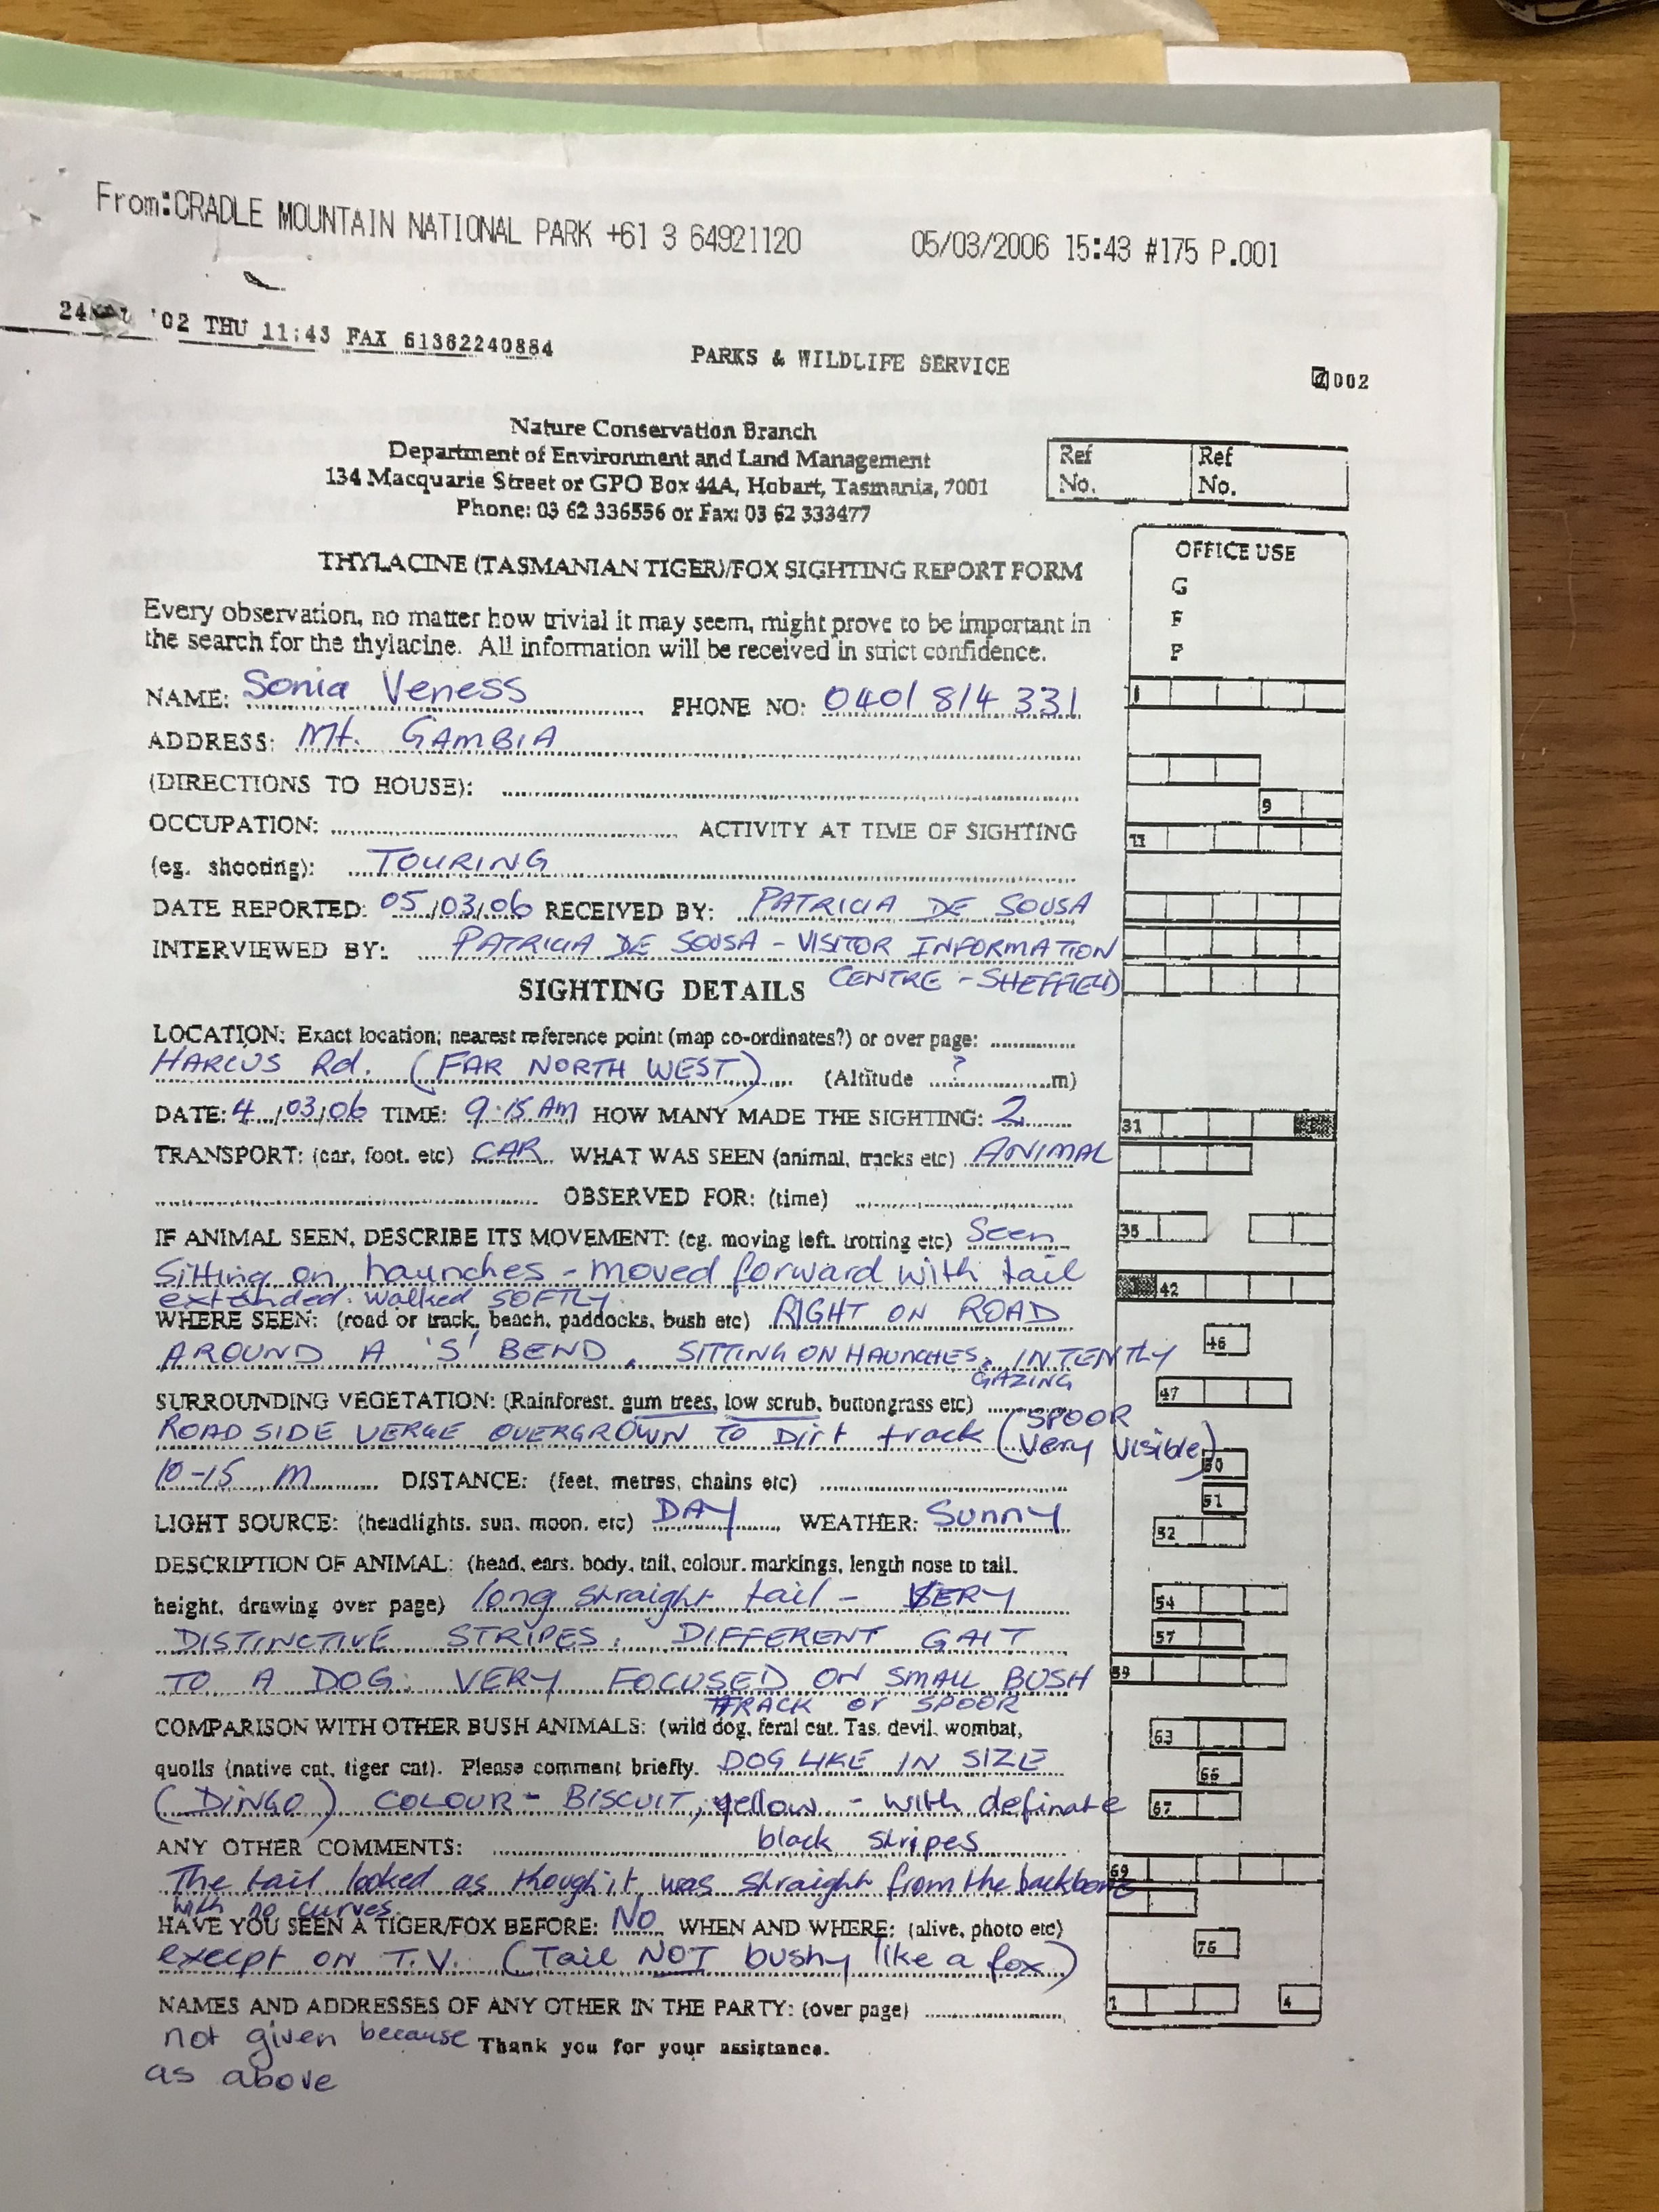 From:CRADLE MOUNTAIN NATIONAL PARK +61 3 64921120 05/03/2006 15:43 #175 P.001
24 '02 THU 11:43 FAX 61362240884 PARKS & WILDLIFE SERVICE 002
Nature Conservation Branch
Department of Environment and Land Management
134 Macquarie Street or GPO Box 44A, Hobart, Tasmania, 7001
Phone: 03 62 336556 or Fax: 03 62 333477
Ref No. Ref No.
OFFICE USE
G
F
F
THYLACINE (TASMANIAN TIGER)/FOX SIGHTING REPORT FORM
Every observation, no matter how trivial it may seem, might prove to be important in
the search for the thylacine. All information will be received in strict confidence.
NAME: Sonia Veness PHONE NO: 0401 814 331
1
ADDRESS: Mt. GAMBIA
(DIRECTIONS TO HOUSE):
9
OCCUPATION: ACTIVITY AT TIME OF SIGHTING
11
(eg. shooting): TOURING
DATE REPORTED: 05/03/06 RECEIVED BY: PATRICIA DE SOUSA
INTERVIEWED BY: PATRICIA DE SOUSA - VISITOR INFORMATION
CENTRE - SHEFFIELD
SIGHTING DETAILS
LOCATION: Exact location; nearest reference point (map co-ordinates?) or over page:
HARCUS Rd. (FAR NORTH WEST) (Altitude ? m)
DATE: 4/03/06 TIME: 9:15 AM HOW MANY MADE THE SIGHTING: 2
31
TRANSPORT: (car, foot, etc) CAR WHAT WAS SEEN (animal, tracks etc) ANIMAL
OBSERVED FOR: (time)
IF ANIMAL SEEN, DESCRIBE ITS MOVEMENT: (eg. moving left, trotting etc) Seen
35
Sitting on haunches - moved forward with tail
42
extended. walked SOFTLY.
WHERE SEEN: (road or track, beach, paddocks, bush etc) RIGHT ON ROAD
46
AROUND A 'S' BEND. SITTING ON HAUNCHES, INTENTLY
GAZING
47
SURROUNDING VEGETATION: (Rainforest, gum trees, low scrub, buttongrass etc)
ROAD SIDE VERGE OVERGROWN TO Dirt track (SPOOR
Very Visible)
50
10-15 m DISTANCE: (feet, metres, chains etc)
51
LIGHT SOURCE: (headlights, sun, moon, etc) DAY WEATHER: Sunny
52
DESCRIPTION OF ANIMAL: (head, ears, body, tail, colour, markings, length nose to tail,
height, drawing over page) long straight tail - VERY
54
DISTINCTIVE STRIPES. DIFFERENT GAIT
57
TO A DOG. VERY FOCUSED ON SMALL BUSH
59
TRACK OR SPOOR
COMPARISON WITH OTHER BUSH ANIMALS: (wild dog, feral cat, Tas. devil, wombat,
63
quolls (native cat, tiger cat). Please comment briefly. DOG LIKE IN SIZE
66
(DINGO) COLOUR - BISCUIT, yellow - with definate
67
black stripes
ANY OTHER COMMENTS:
The tail looked as though it was straight from the backbone
69
with no curves.
HAVE YOU SEEN A TIGER/FOX BEFORE: No WHEN AND WHERE: (alive, photo etc)
76
except on T.V. (Tail NOT bushy like a fox)
NAMES AND ADDRESSES OF ANY OTHER IN THE PARTY: (over page)
1 4
not given because
Thank you for your assistance.
as above